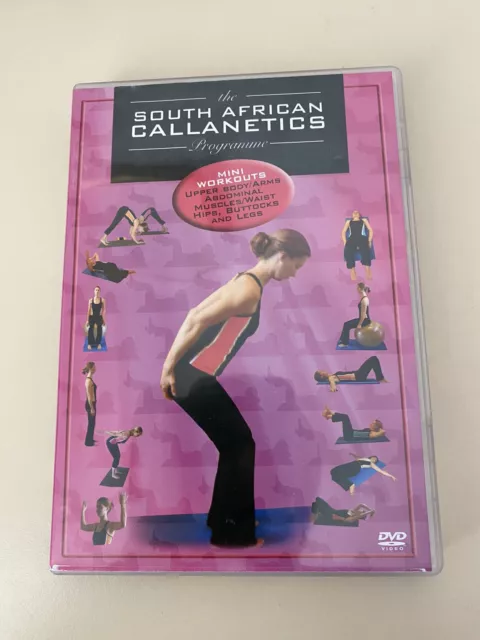 the
SOUTH AFRICAN
CALLANETICS
Programme
MINI
WORKOUTS
UPPER BODY/ARMS
ABDOMINAL
MUSCLES/WAIST
HIPS, BUTTOCKS
AND LEGS
DVD
VIDEO